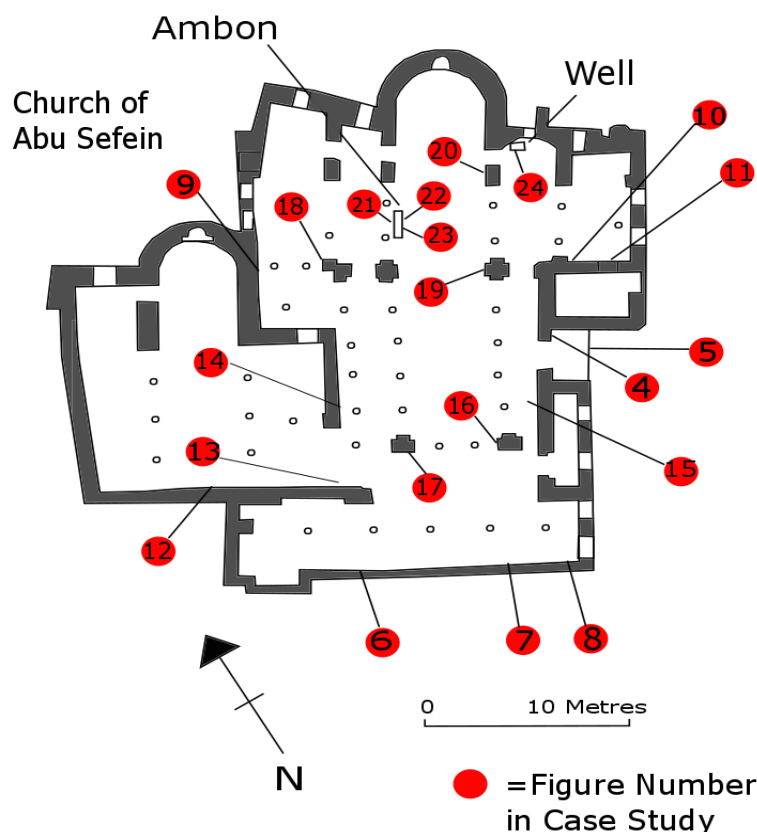 Ambon
Well
Church of
Abu Sefein
10
20
11
9
24
22
18
21
23
19
5
14
4
16
13
15
17
12
6
7
8
0 10 Metres
N
=Figure Number
in Case Study